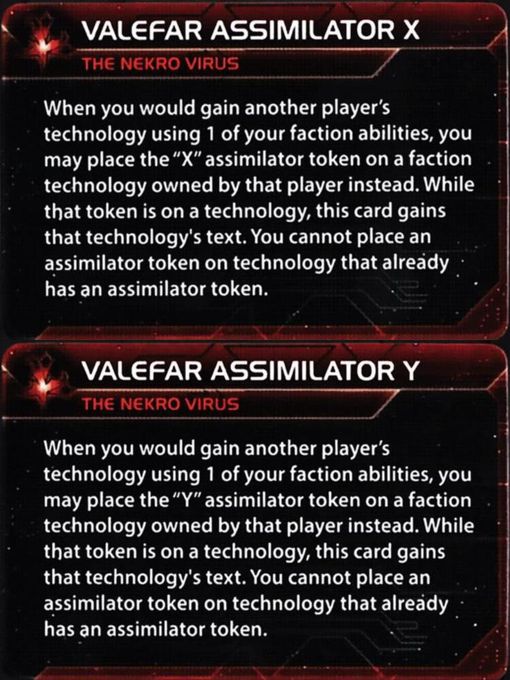 VALEFAR ASSIMILATOR X
THE NEKRO VIRUS
When you would gain another player's
technology using 1 of your faction abilities, you
may place the "X" assimilator token on a faction
technology owned by that player instead. While
that token is on a technology, this card gains
that technology's text. You cannot place an
assimilator token on technology that already
has an assimilator token.
VALEFAR ASSIMILATOR Y
THE NEKRO VIRUS
When you would gain another player's
technology using 1 of your faction abilities, you
may place the "Y" assimilator token on a faction
technology owned by that player instead. While
that token is on a technology, this card gains
that technology's text. You cannot place an
assimilator token on technology that already
has an assimilator token.